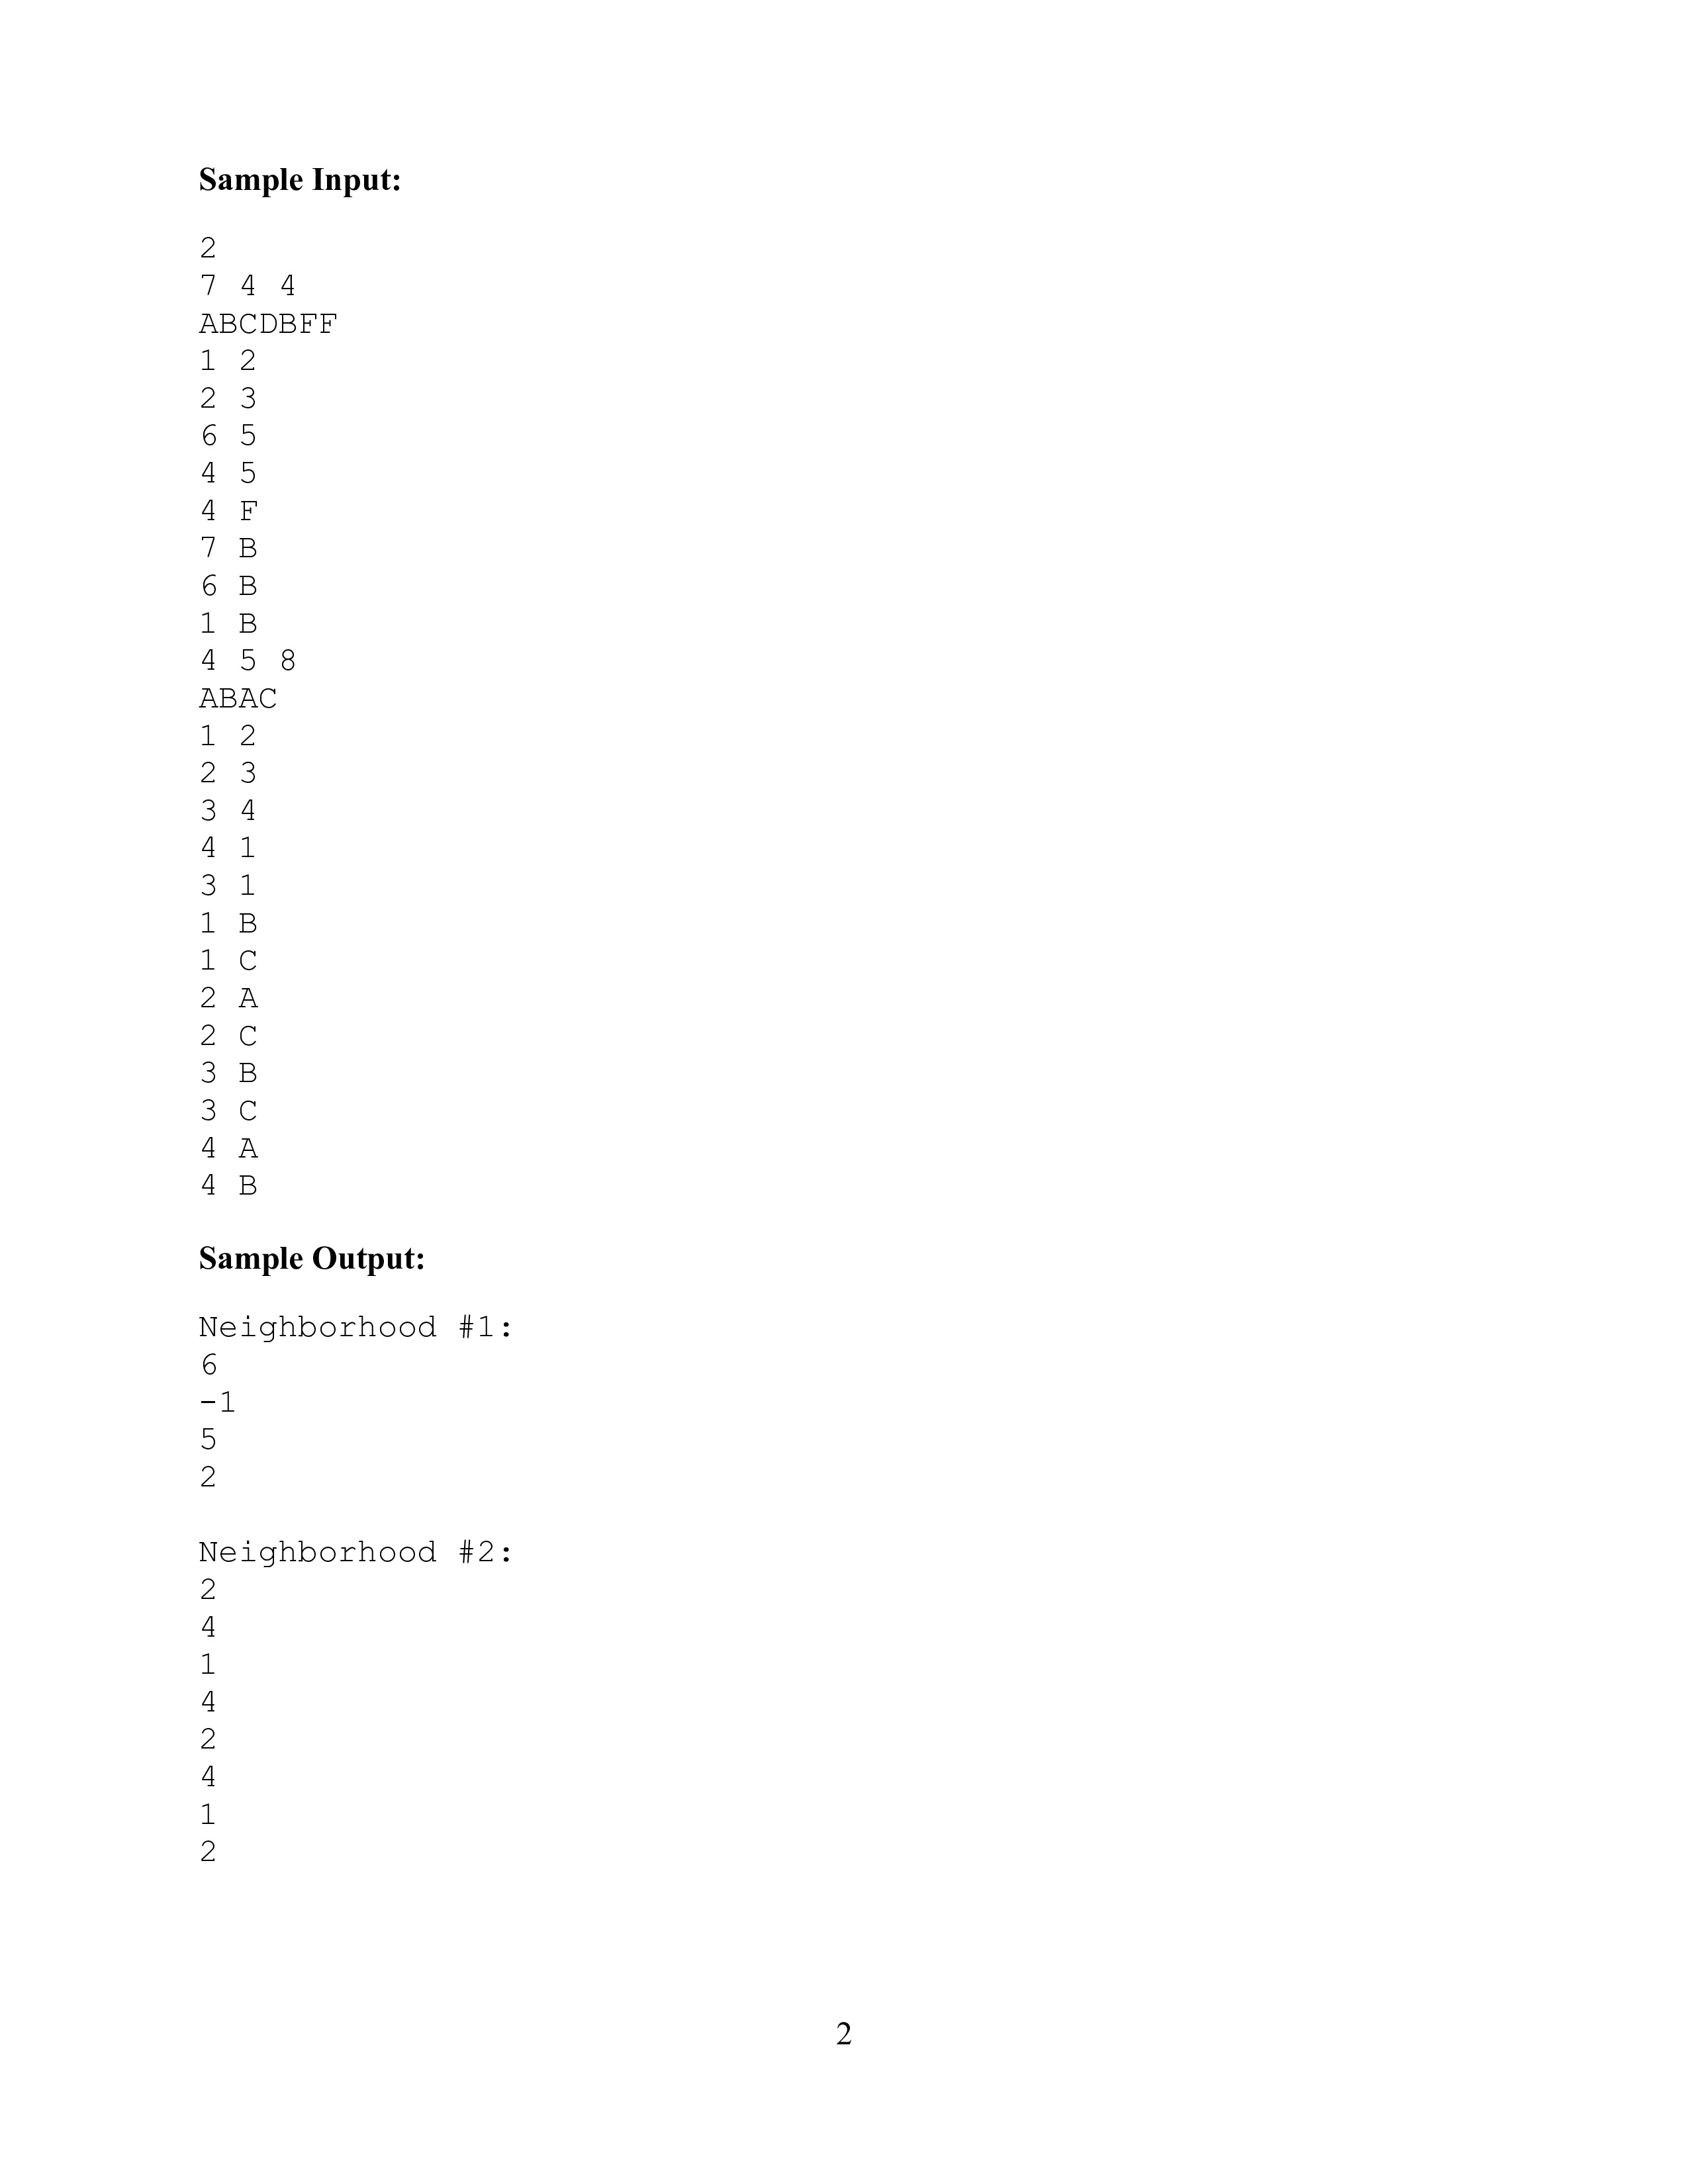 Sample Input:
2
7 4 4
ABCDBFF
1 2
2 3
6 5
4 5
4 F
7 B
6 B
1 B
4 5 8
ABAC
1 2
2 3
3 4
4 1
3 1
1 B
1 C
2 A
2 C
3 B
3 C
4 A
4 B
Sample Output:
Neighborhood #1:
6
-1
5
2
Neighborhood #2:
2
4
1
4
2
4
1
2
2